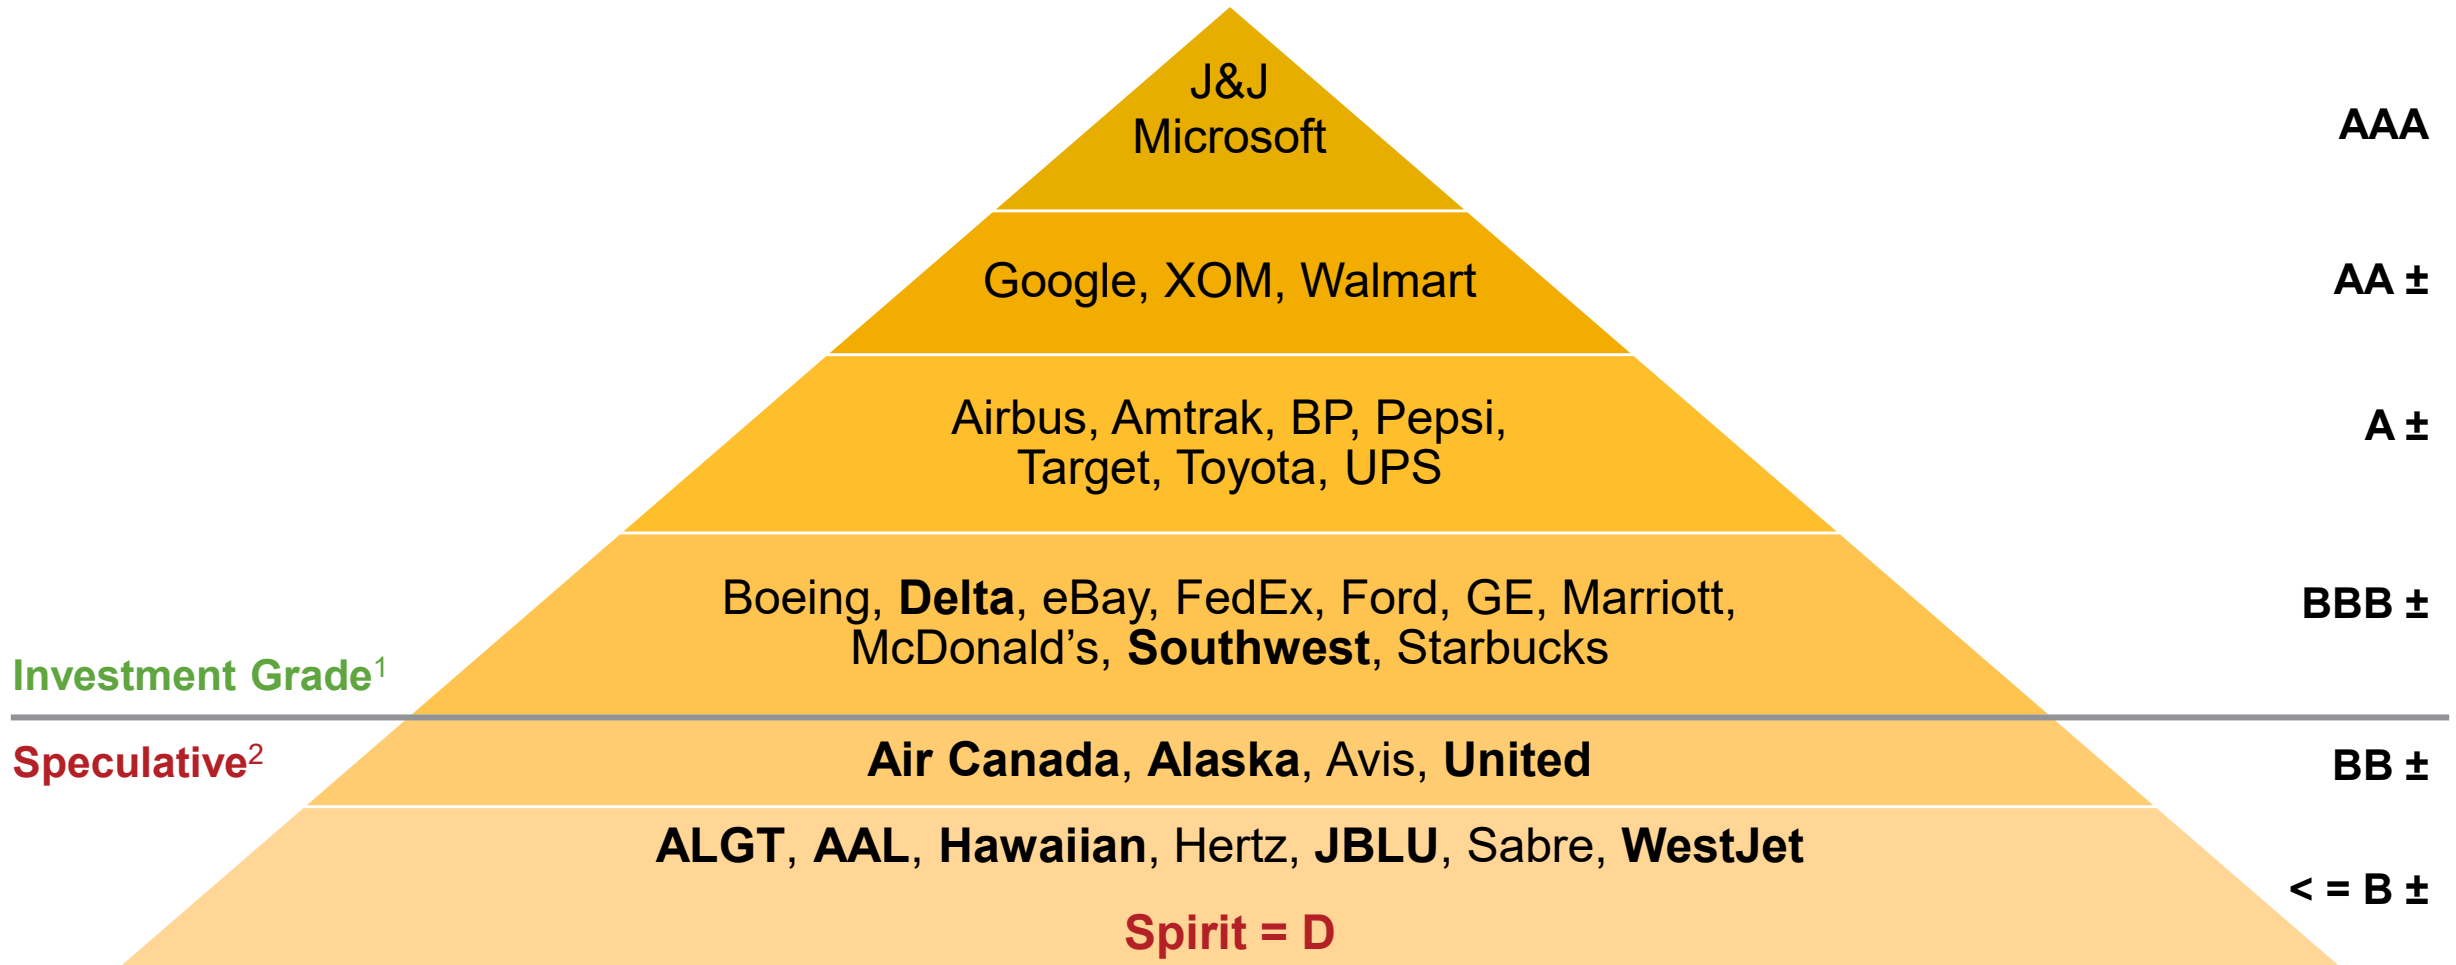 J&J
Microsoft
AAA
Google, XOM, Walmart
AA ±
Airbus, Amtrak, BP, Pepsi,
Target, Toyota, UPS
A ±
Boeing, Delta, eBay, FedEx, Ford, GE, Marriott,
McDonald’s, Southwest, Starbucks
BBB ±
Investment Grade¹
Speculative²
Air Canada, Alaska, Avis, United
BB ±
ALGT, AAL, Hawaiian, Hertz, JBLU, Sabre, WestJet
< = B ±
Spirit = D